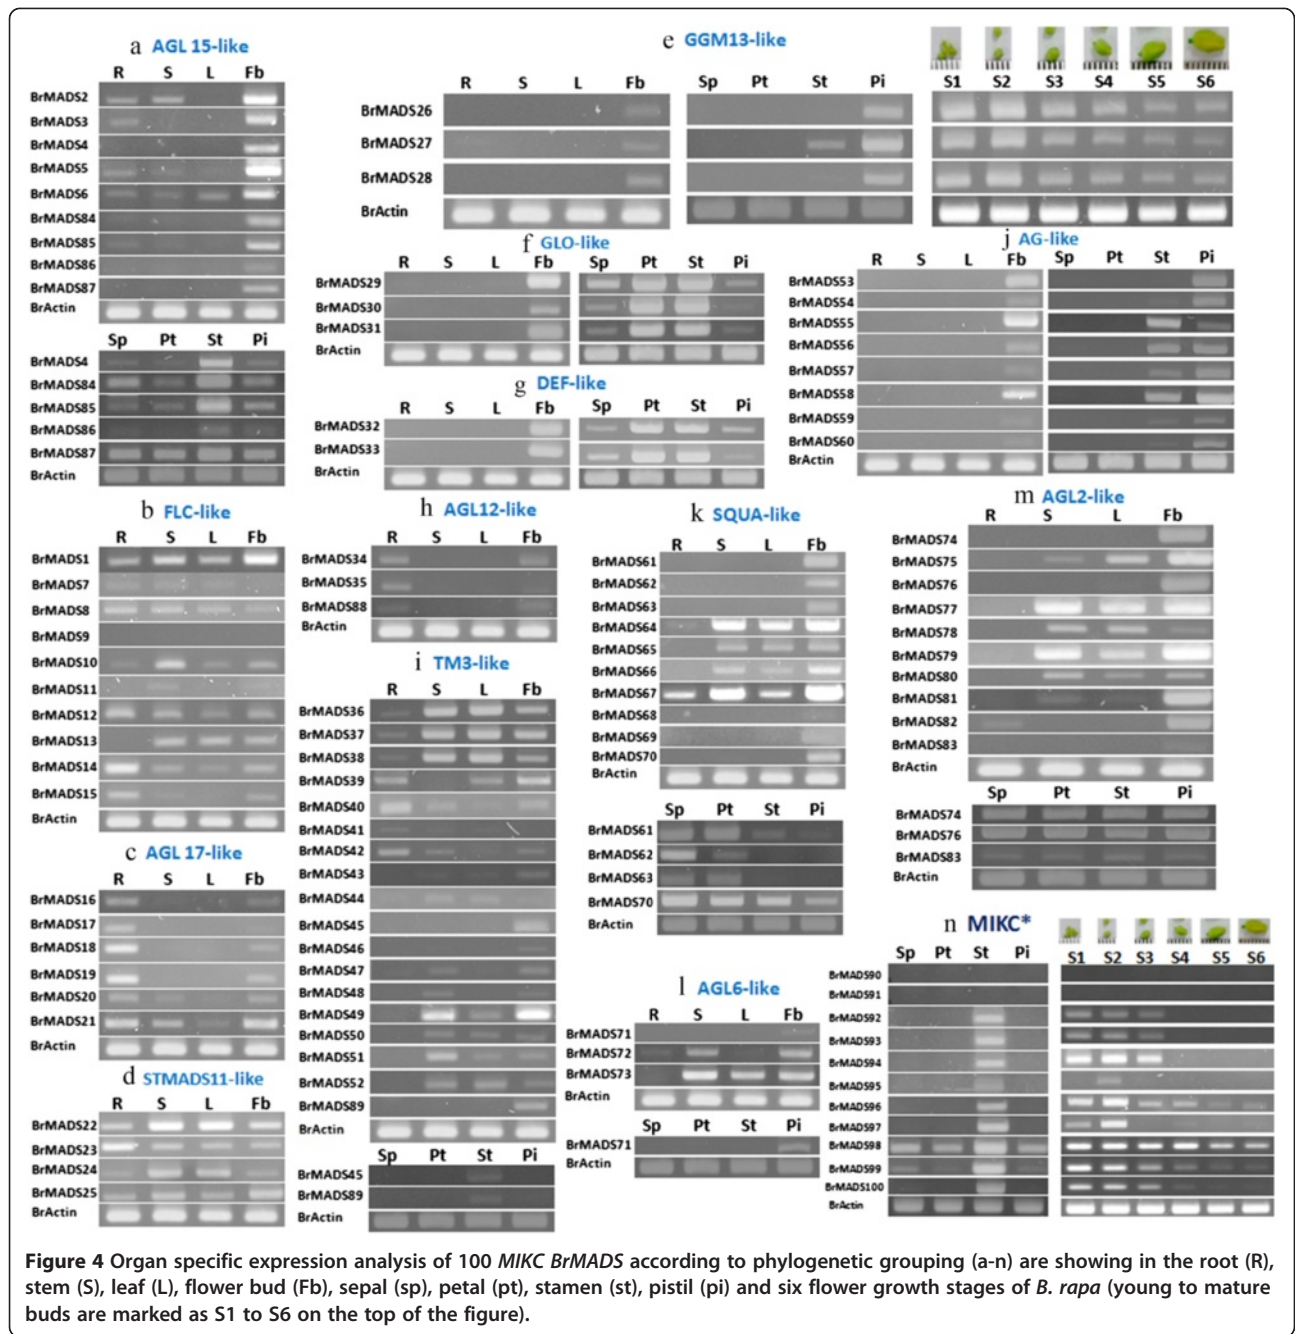 a AGL 15-like
R S L Fb
BrMADS2
BrMADS3
BrMADS4
BrMADS5
BrMADS6
BrMADS84
BrMADS85
BrMADS86
BrMADS87
BrActin
Sp Pt St Pi
BrMADS4
BrMADS84
BrMADS85
BrMADS86
BrMADS87
BrActin
b FLC-like
R S L Fb
BrMADS1
BrMADS7
BrMADS8
BrMADS9
BrMADS10
BrMADS11
BrMADS12
BrMADS13
BrMADS14
BrMADS15
BrActin
c AGL 17-like
R S L Fb
BrMADS16
BrMADS17
BrMADS18
BrMADS19
BrMADS20
BrMADS21
BrActin
d STMADS11-like
R S L Fb
BrMADS22
BrMADS23
BrMADS24
BrMADS25
BrActin
e GGM13-like
R S L Fb Sp Pt St Pi S1 S2 S3 S4 S5 S6
BrMADS26
BrMADS27
BrMADS28
BrActin
f GLO-like
R S L Fb Sp Pt St Pi
BrMADS29
BrMADS30
BrMADS31
BrActin
g DEF-like
R S L Fb Sp Pt St Pi
BrMADS32
BrMADS33
BrActin
h AGL12-like
R S L Fb
BrMADS34
BrMADS35
BrMADS88
BrActin
i TM3-like
R S L Fb
BrMADS36
BrMADS37
BrMADS38
BrMADS39
BrMADS40
BrMADS41
BrMADS42
BrMADS43
BrMADS44
BrMADS45
BrMADS46
BrMADS47
BrMADS48
BrMADS49
BrMADS50
BrMADS51
BrMADS52
BrMADS89
BrActin
Sp Pt St Pi
BrMADS45
BrMADS89
BrActin
j AG-like
R S L Fb Sp Pt St Pi
BrMADS53
BrMADS54
BrMADS55
BrMADS56
BrMADS57
BrMADS58
BrMADS59
BrMADS60
BrActin
k SQUA-like
R S L Fb
BrMADS61
BrMADS62
BrMADS63
BrMADS64
BrMADS65
BrMADS66
BrMADS67
BrMADS68
BrMADS69
BrMADS70
BrActin
Sp Pt St Pi
BrMADS61
BrMADS62
BrMADS63
BrMADS70
BrActin
l AGL6-like
R S L Fb
BrMADS71
BrMADS72
BrMADS73
BrActin
Sp Pt St Pi
BrMADS71
BrActin
m AGL2-like
R S L Fb
BrMADS74
BrMADS75
BrMADS76
BrMADS77
BrMADS78
BrMADS79
BrMADS80
BrMADS81
BrMADS82
BrMADS83
BrActin
Sp Pt St Pi
BrMADS74
BrMADS76
BrMADS83
BrActin
n MIKC*
Sp Pt St Pi S1 S2 S3 S4 S5 S6
BrMADS90
BrMADS91
BrMADS92
BrMADS93
BrMADS94
BrMADS95
BrMADS96
BrMADS97
BrMADS98
BrMADS99
BrMADS100
BrActin
Figure 4 Organ specific expression analysis of 100 MIKC BrMADS according to phylogenetic grouping (a-n) are showing in the root (R),
stem (S), leaf (L), flower bud (Fb), sepal (sp), petal (pt), stamen (st), pistil (pi) and six flower growth stages of B. rapa (young to mature
buds are marked as S1 to S6 on the top of the figure).